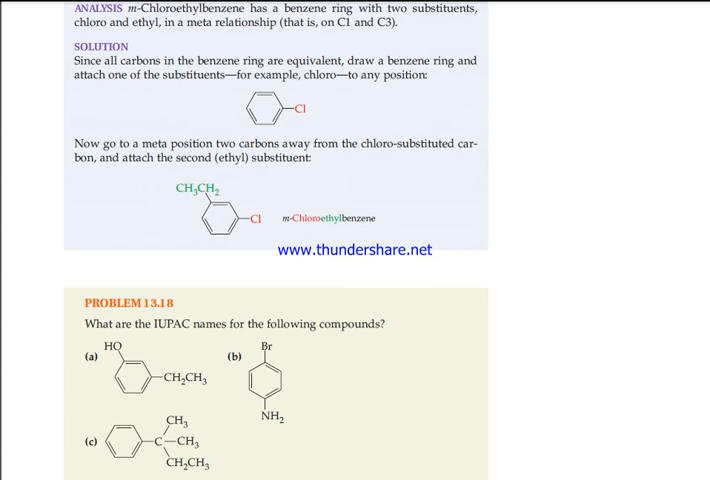 ANALYSIS m-Chloroethylbenzene has a benzene ring with two substituents,
chloro and ethyl, in a meta relationship (that is, on C1 and C3).
SOLUTION
Since all carbons in the benzene ring are equivalent, draw a benzene ring and
attach one of the substituents—for example, chloro—to any position:
Cl
Now go to a meta position two carbons away from the chloro-substituted car-
bon, and attach the second (ethyl) substituent:
CH₃CH₂
Cl m-Chloroethylbenzene
www.thundershare.net
PROBLEM 13.18
What are the IUPAC names for the following compounds?
(a) HO
CH₂CH₃
(b) Br
NH₂
(c) CH₃
C—CH₃
CH₂CH₃